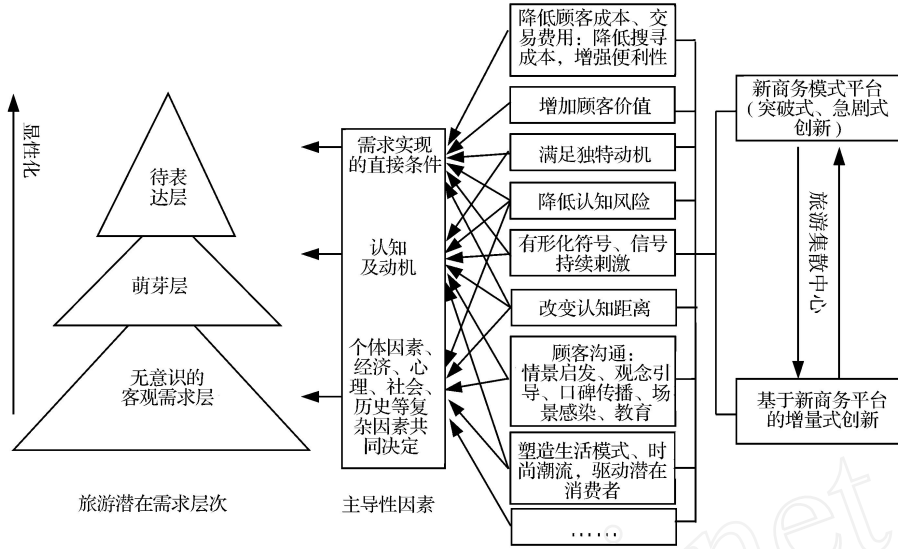 显性化
待表
达层
萌芽层
无意识的
客观需求层
旅游潜在需求层次
需求实现
的直接条件
认知
及动机
个体因素、
经济、心
理、社会、
历史等复
杂因素共
同决定
主导性因素
降低顾客成本、交
易费用：降低搜寻
成本，增强便利性
增加顾客价值
满足独特动机
降低认知风险
有形化符号、信号
持续刺激
改变认知距离
顾客沟通：
情景启发、观念引
导、口碑传播、场
景感染、教育
塑造生活模式、时
尚潮流，驱动潜在
消费者
……
新商务模式平台
（突破式、急剧式
创新）
旅游集散中心
基于新商务平台
的增量式创新
.net